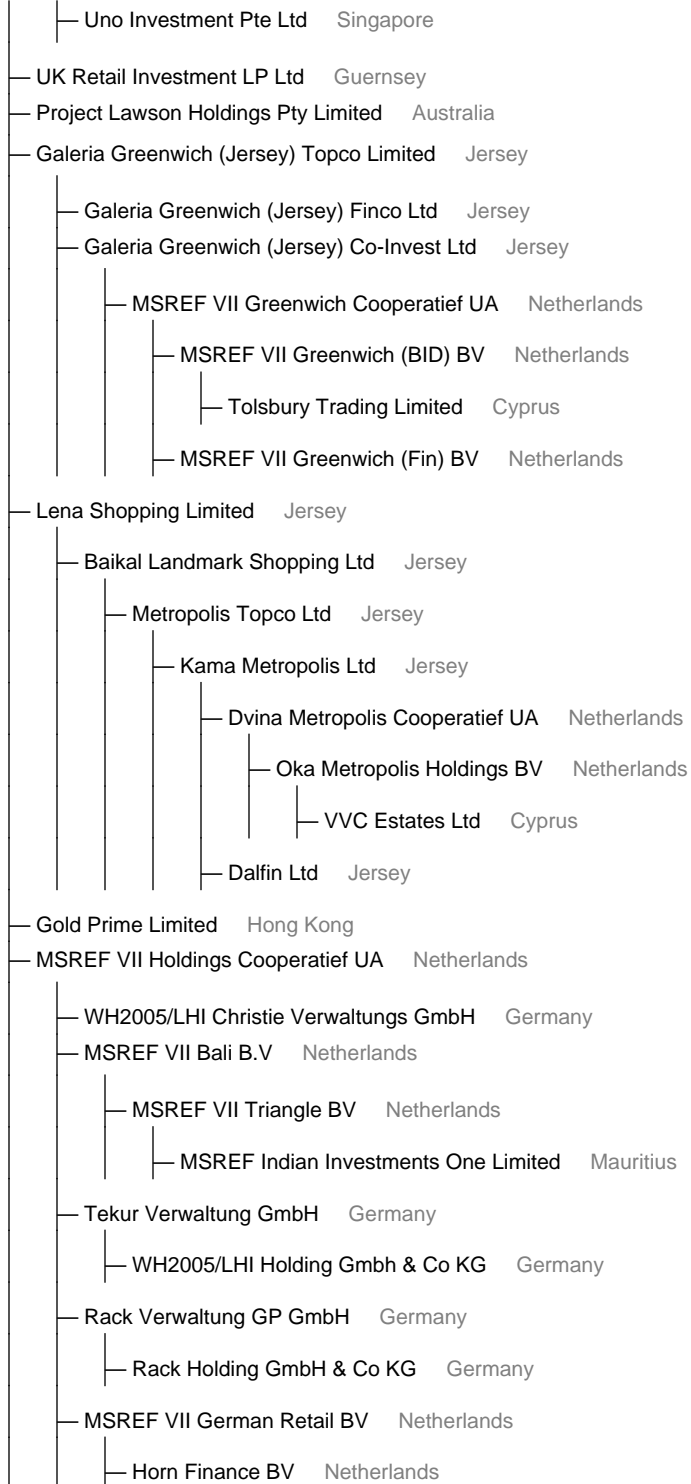 Uno Investment Pte Ltd Singapore
UK Retail Investment LP Ltd Guernsey
Project Lawson Holdings Pty Limited Australia
Galeria Greenwich (Jersey) Topco Limited Jersey
Galeria Greenwich (Jersey) Finco Ltd Jersey
Galeria Greenwich (Jersey) Co-Invest Ltd Jersey
MSREF VII Greenwich Cooperatief UA Netherlands
MSREF VII Greenwich (BID) BV Netherlands
Tolsbury Trading Limited Cyprus
MSREF VII Greenwich (Fin) BV Netherlands
Lena Shopping Limited Jersey
Baikal Landmark Shopping Ltd Jersey
Metropolis Topco Ltd Jersey
Kama Metropolis Ltd Jersey
Dvina Metropolis Cooperatief UA Netherlands
Oka Metropolis Holdings BV Netherlands
VVC Estates Ltd Cyprus
Dalfin Ltd Jersey
Gold Prime Limited Hong Kong
MSREF VII Holdings Cooperatief UA Netherlands
WH2005/LHI Christie Verwaltungs GmbH Germany
MSREF VII Bali B.V Netherlands
MSREF VII Triangle BV Netherlands
MSREF Indian Investments One Limited Mauritius
Tekur Verwaltung GmbH Germany
WH2005/LHI Holding Gmbh & Co KG Germany
Rack Verwaltung GP GmbH Germany
Rack Holding GmbH & Co KG Germany
MSREF VII German Retail BV Netherlands
Horn Finance BV Netherlands